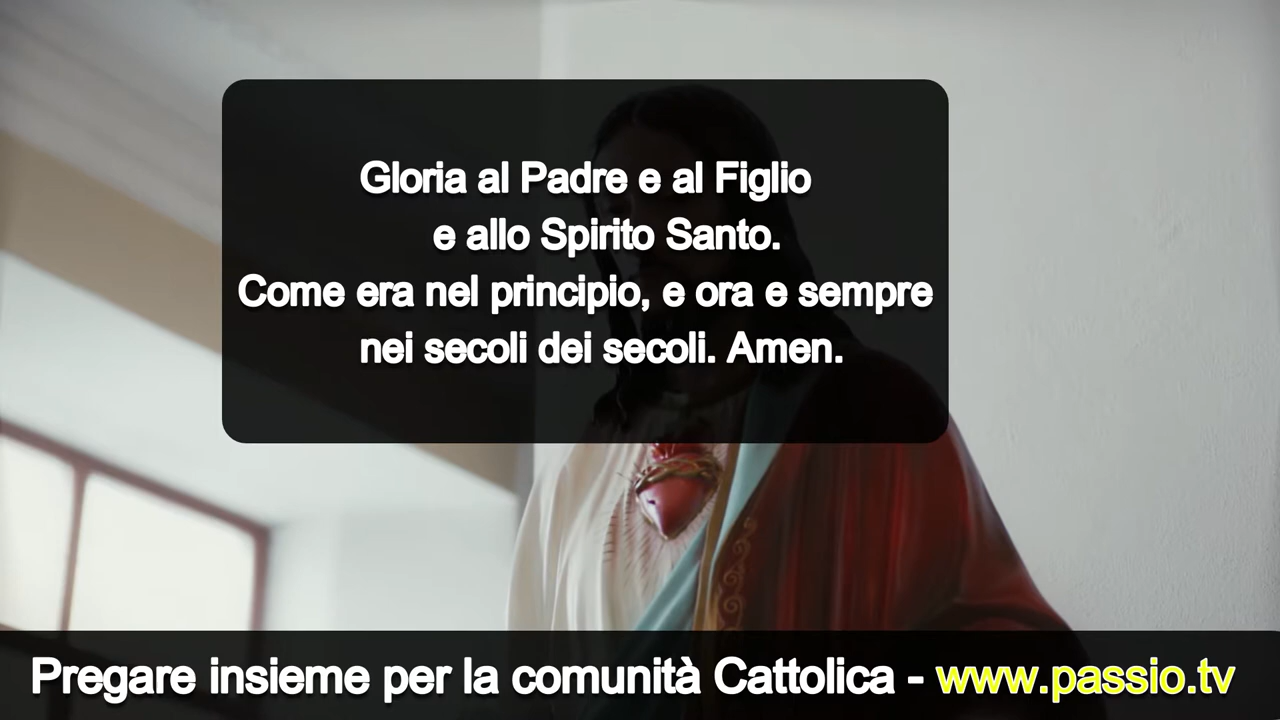 Gloria al Padre e al Figlio
e allo Spirito Santo.
Come era nel principio, e ora e sempre
nei secoli dei secoli. Amen.
Pregare insieme per la comunità Cattolica - www.passio.tv